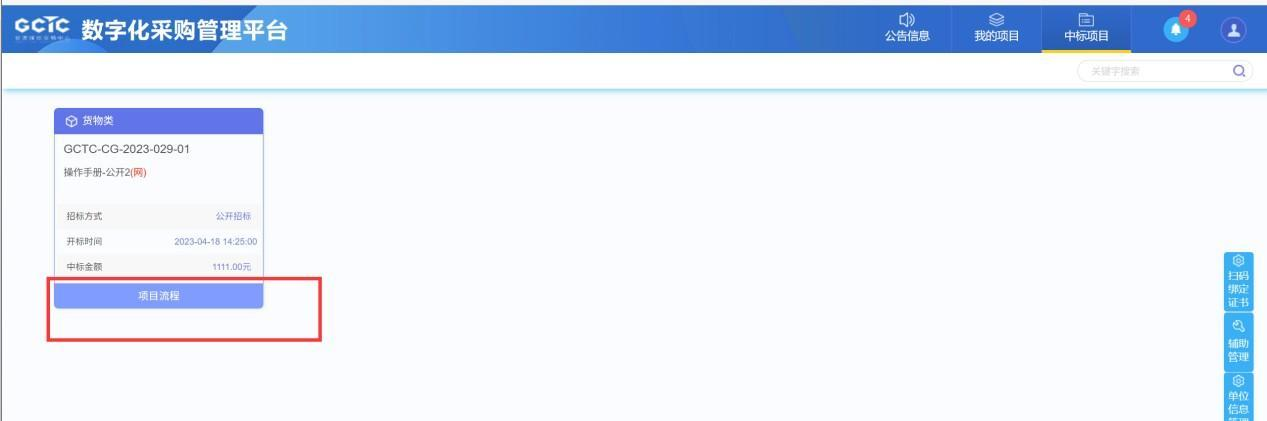 GCTC
数字化采购管理平台
公告信息
我的项目
中标项目
4
关键字搜索
货物类
GCTC-CG-2023-029-01
操作手册-公开2(网)
招标方式
公开招标
开标时间
2023-04-18 14:25:00
中标金额
1111.00元
项目流程
扫码
绑定
证书
辅助
管理
单位
信息